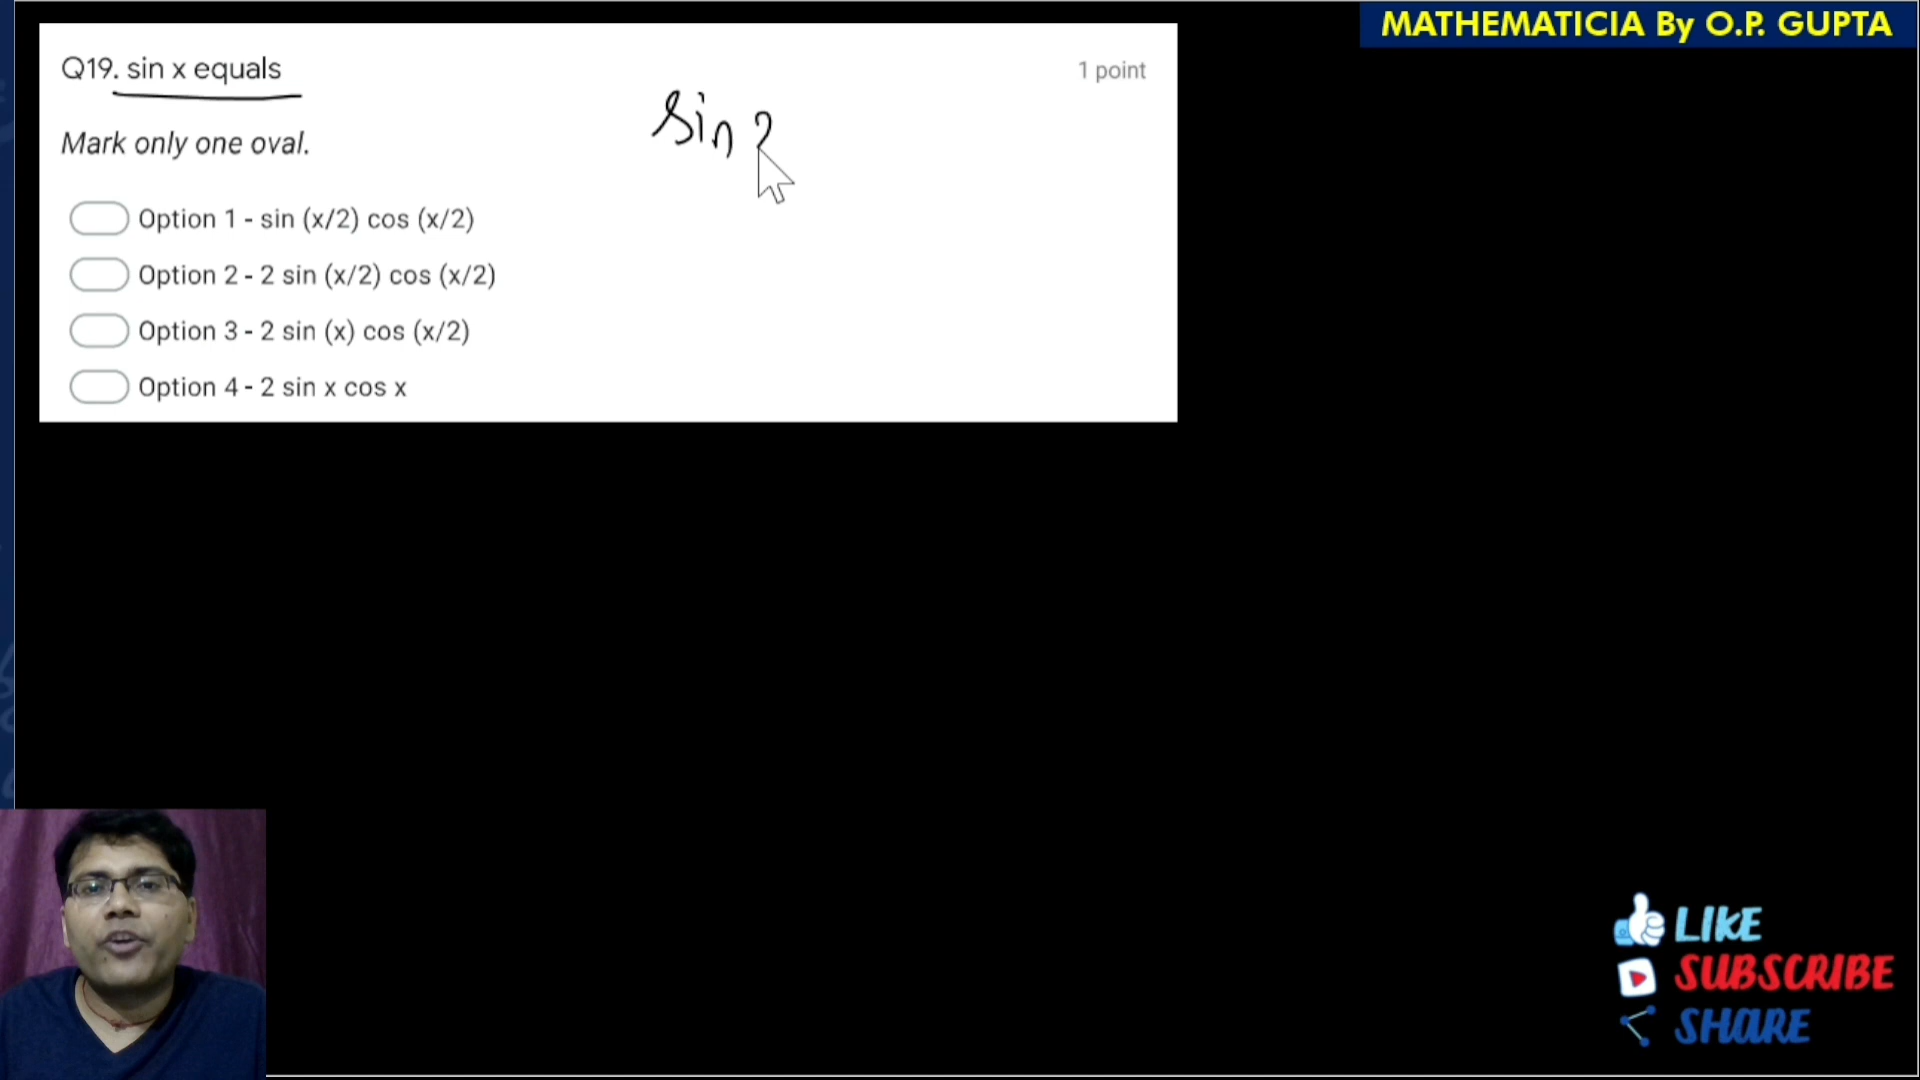 MATHEMATICIA By O.P. GUPTA
Q19. sin x equals
1 point
sin 2
Mark only one oval.
Option 1 - sin (x/2) cos (x/2)
Option 2 - 2 sin (x/2) cos (x/2)
Option 3 - 2 sin (x) cos (x/2)
Option 4 - 2 sin x cos x
LIKE
SUBSCRIBE
SHARE